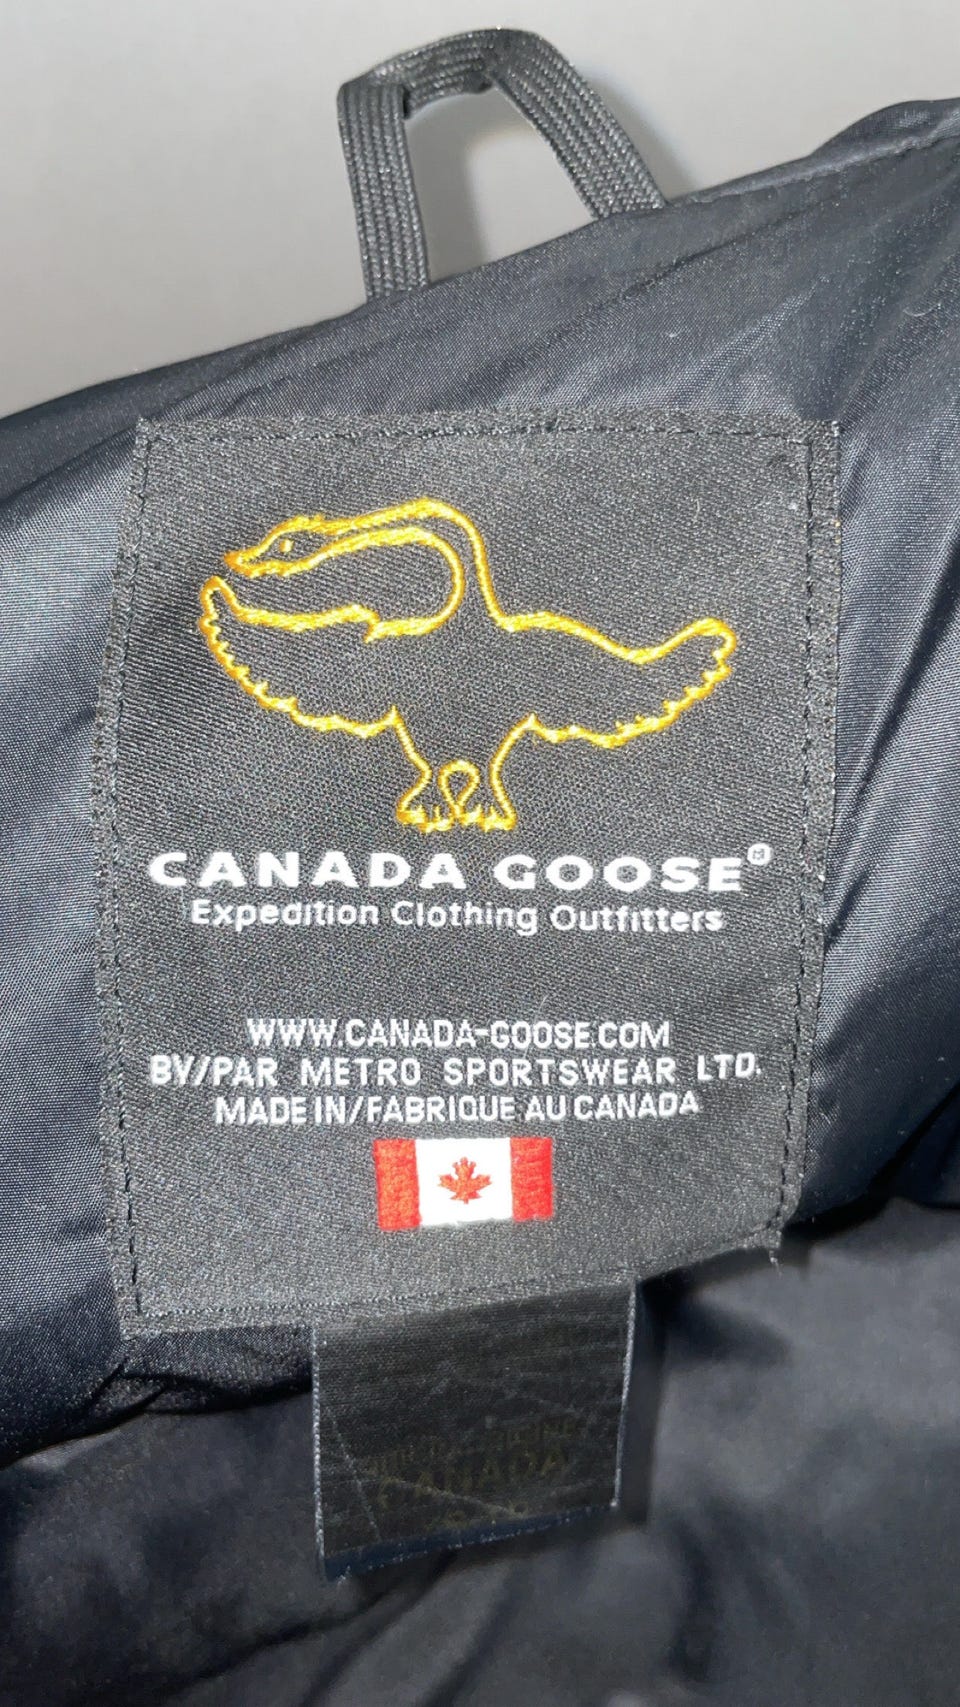 CANADA GOOSE®
Expedition Clothing Outfitters
WWW.CANADA-GOOSE.COM
BY/PAR METRO SPORTSWEAR LTD.
MADE IN/FABRIQUE AU CANADA
CANADA